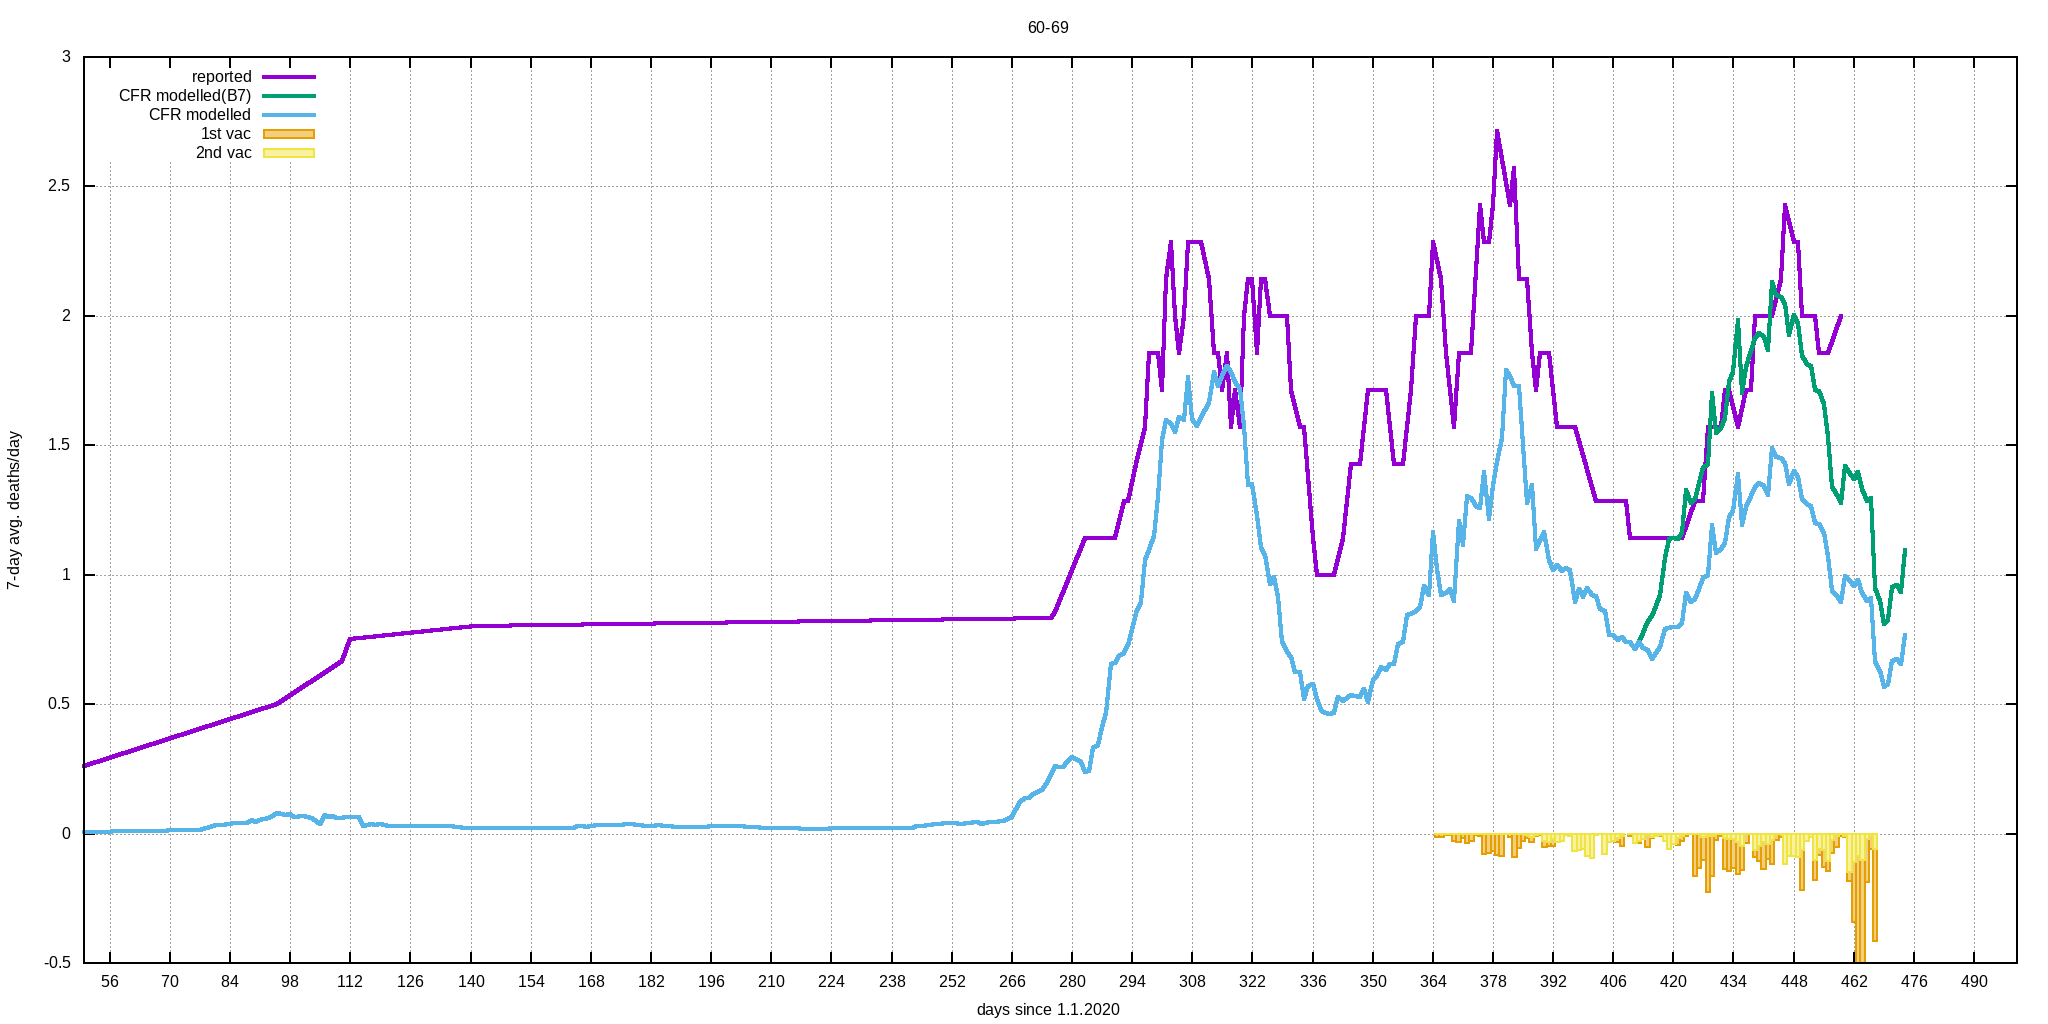 60-69
reported
CFR modelled(B7)
CFR modelled
1st vac
2nd vac
3
2.5
2
1.5
1
0.5
0
-0.5
7-day avg. deaths/day
56 70 84 98 112 126 140 154 168 182 196 210 224 238 252 266 280 294 308 322 336 350 364 378 392 406 420 434 448 462 476 490
days since 1.1.2020